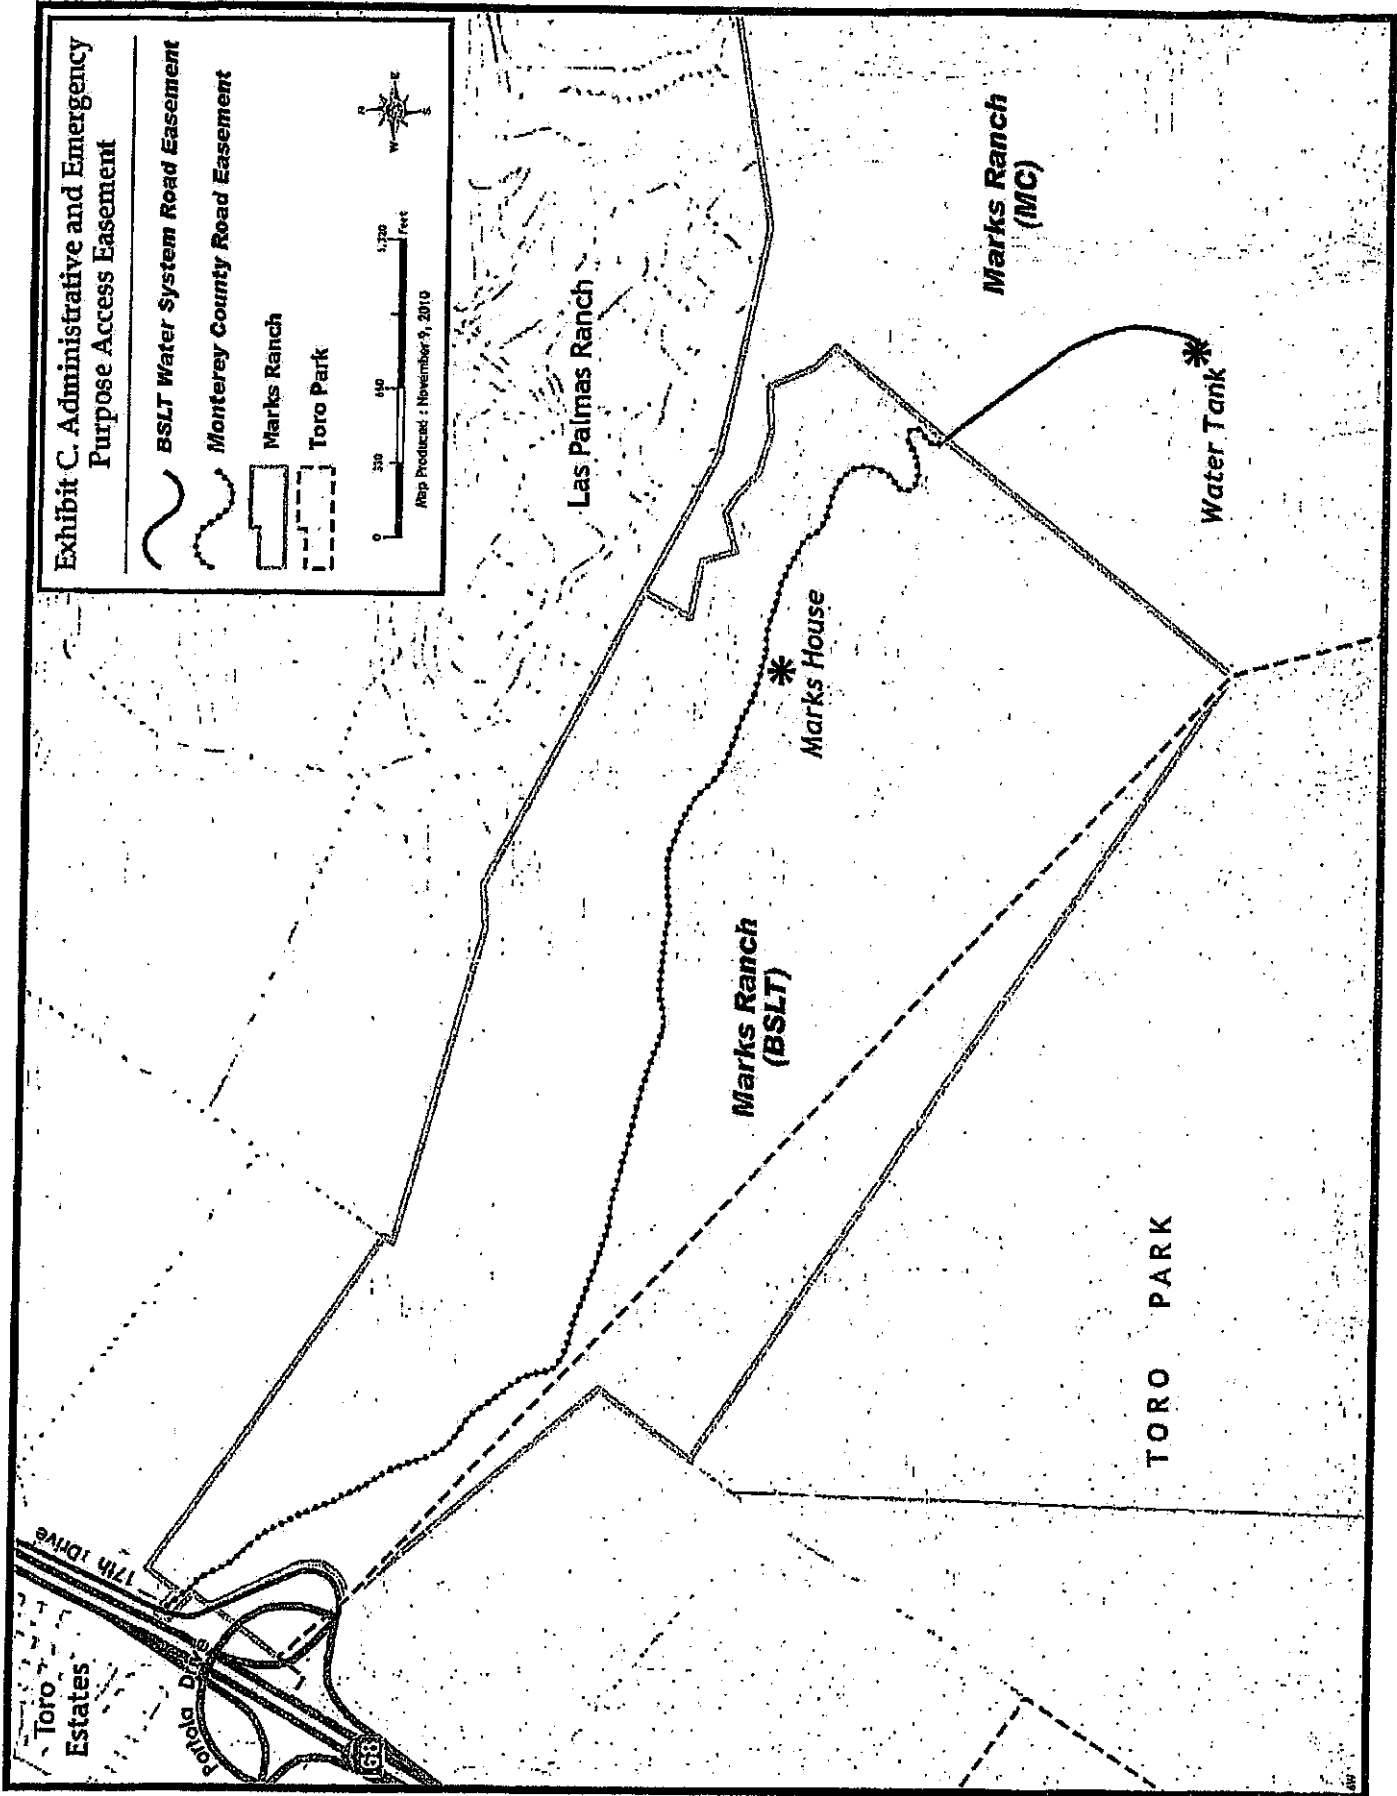 Exhibit C. Administrative and Emergency
Purpose Access Easement
BSLT Water System Road Easement
Monterey County Road Easement
Marks Ranch
Toro Park
0 330 660 1,320
Feet
N
W E
S
Map Produced : November 9, 2010
Toro
Estates
17th Drive
Portola Drive
68
Las Palmas Ranch
Marks Ranch
(BSLT)
Marks House
Marks Ranch
(MC)
Water Tank
TORO PARK